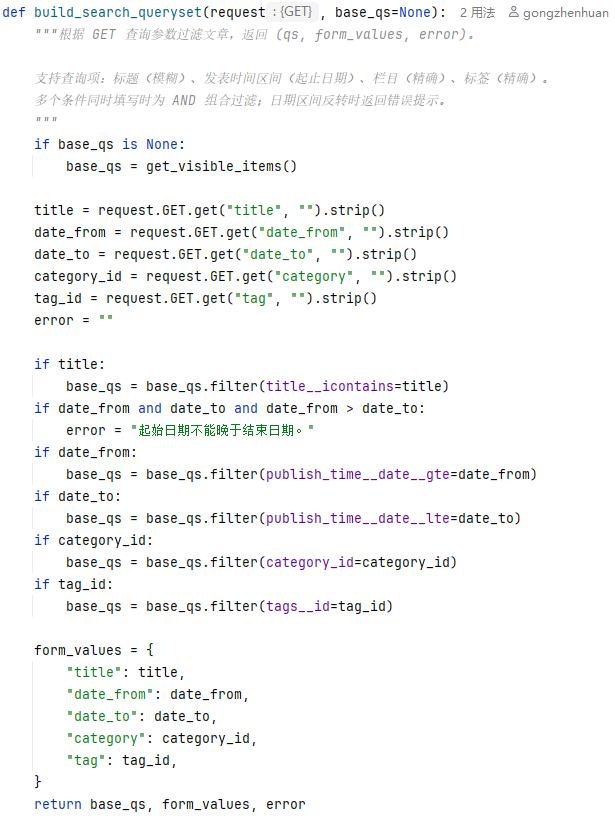 def build_search_queryset(request : {GET} , base_qs=None): 2 用法 gongzhenhuan
    """根据 GET 查询参数过滤文章，返回 (qs, form_values, error)。

    支持查询项：标题（模糊）、发表时间区间（起止日期）、栏目（精确）、标签（精确）。
    多个条件同时填写时为 AND 组合过滤；日期区间反转时返回错误提示。
    """
    if base_qs is None:
        base_qs = get_visible_items()

    title = request.GET.get("title", "").strip()
    date_from = request.GET.get("date_from", "").strip()
    date_to = request.GET.get("date_to", "").strip()
    category_id = request.GET.get("category", "").strip()
    tag_id = request.GET.get("tag", "").strip()
    error = ""

    if title:
        base_qs = base_qs.filter(title__icontains=title)
    if date_from and date_to and date_from > date_to:
        error = "起始日期不能晚于结束日期。"
    if date_from:
        base_qs = base_qs.filter(publish_time__date__gte=date_from)
    if date_to:
        base_qs = base_qs.filter(publish_time__date__lte=date_to)
    if category_id:
        base_qs = base_qs.filter(category_id=category_id)
    if tag_id:
        base_qs = base_qs.filter(tags__id=tag_id)

    form_values = {
        "title": title,
        "date_from": date_from,
        "date_to": date_to,
        "category": category_id,
        "tag": tag_id,
    }
    return base_qs, form_values, error